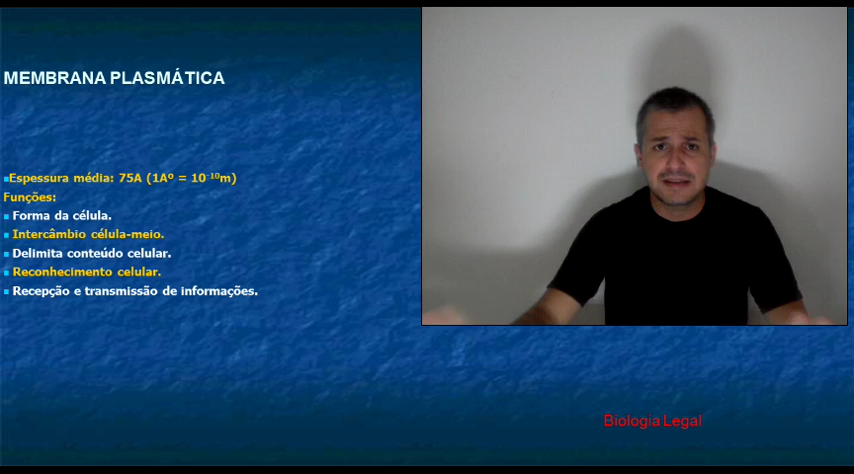 MEMBRANA PLASMÁTICA
Espessura média: 75A (1Aº = 10⁻¹⁰m)
Funções:
Forma da célula.
Intercâmbio célula-meio.
Delimita conteúdo celular.
Reconhecimento celular.
Recepção e transmissão de informações.
Biologia Legal